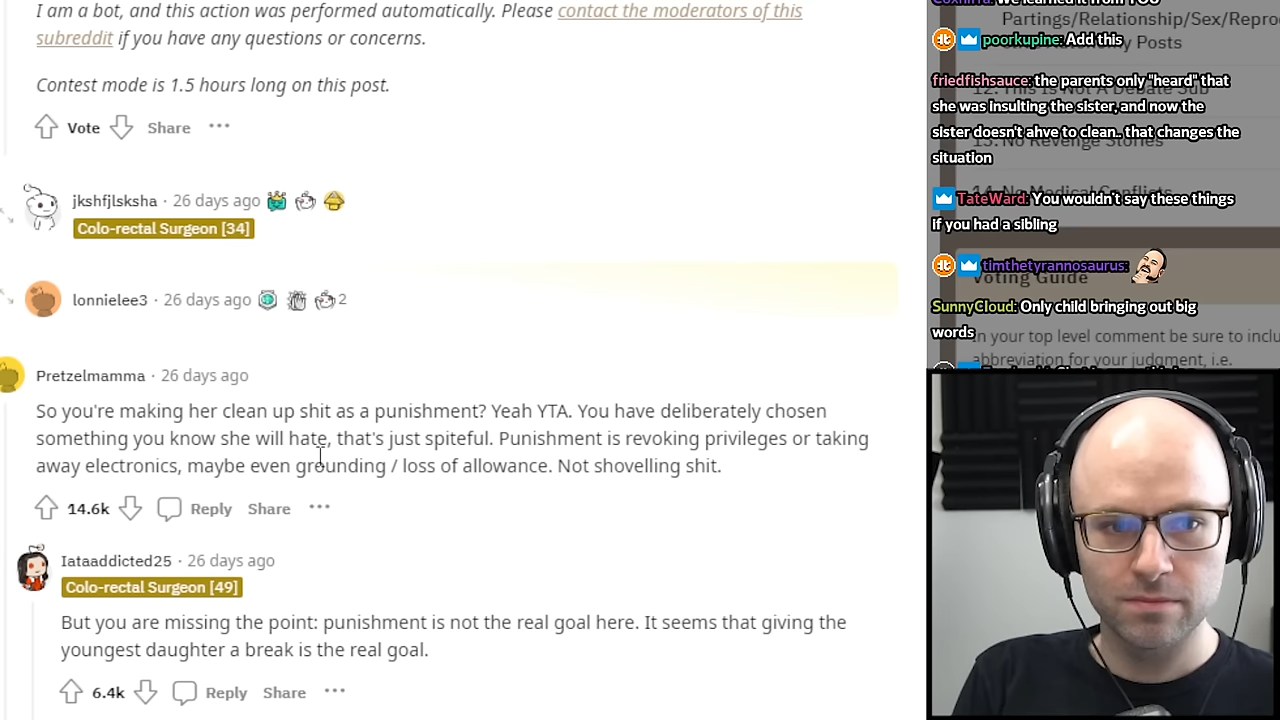 I am a bot, and this action was performed automatically. Please contact the moderators of this
subreddit if you have any questions or concerns.
Contest mode is 1.5 hours long on this post.
Vote Share ...
jkshfjlsksha · 26 days ago
Colo-rectal Surgeon [34]
lonnielee3 · 26 days ago 2
Pretzelmamma · 26 days ago
So you're making her clean up shit as a punishment? Yeah YTA. You have deliberately chosen
something you know she will hate, that's just spiteful. Punishment is revoking privileges or taking
away electronics, maybe even grounding / loss of allowance. Not shovelling shit.
14.6k Reply Share ...
Iataaddicted25 · 26 days ago
Colo-rectal Surgeon [49]
But you are missing the point: punishment is not the real goal here. It seems that giving the
youngest daughter a break is the real goal.
6.4k Reply Share ...
We learned it from YOU
Partings/Relationship/Sex/Repro
Posts
poorkupine: Add this
12. This Is Not A Debate Sub
friedfishsauce: the parents only "heard" that
she was insulting the sister, and now the
sister doesn't ahve to clean.. that changes the
situation
No Revenge Stories
No Medical Conflicts
TateWard: You wouldn't say these things
if you had a sibling
timthetyrannosaurus:
Voting Guide
SunnyCloud: Only child bringing out big
words
In your top level comment be sure to inclu
abbreviation for your judgment, i.e.